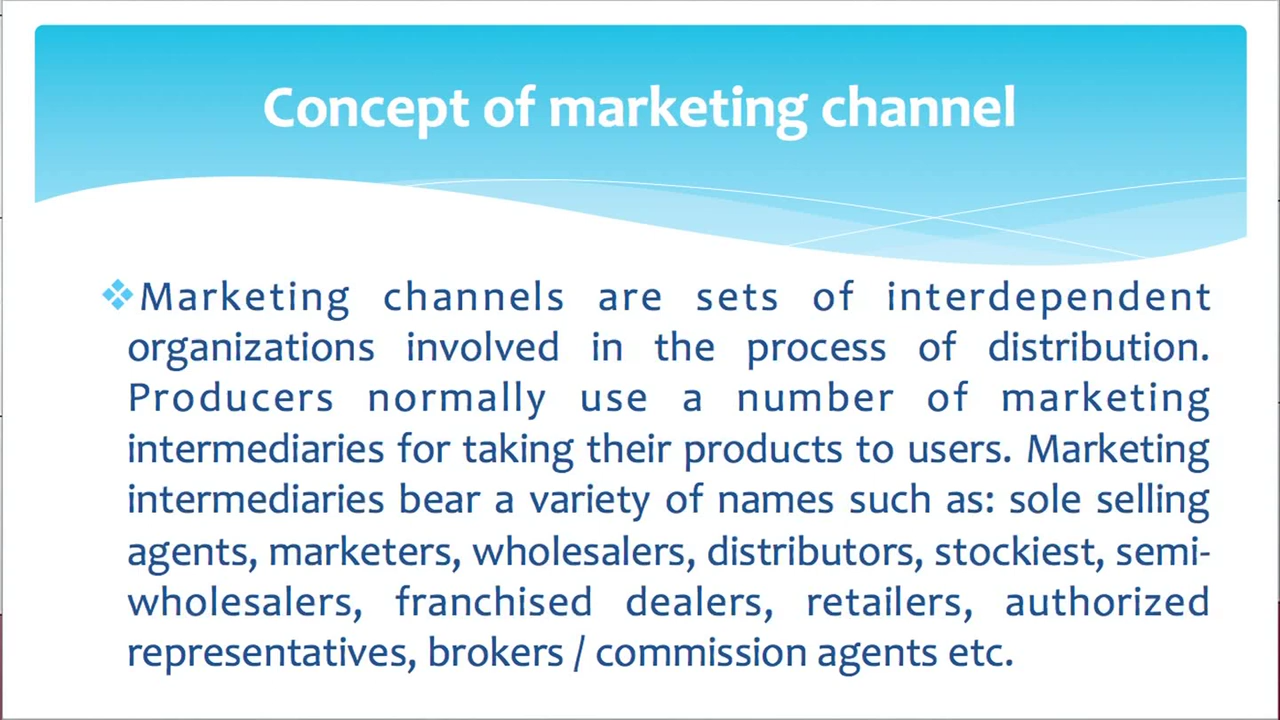 Concept of marketing channel
❖Marketing channels are sets of interdependent
organizations involved in the process of distribution.
Producers normally use a number of marketing
intermediaries for taking their products to users. Marketing
intermediaries bear a variety of names such as: sole selling
agents, marketers, wholesalers, distributors, stockiest, semi-
wholesalers, franchised dealers, retailers, authorized
representatives, brokers / commission agents etc.